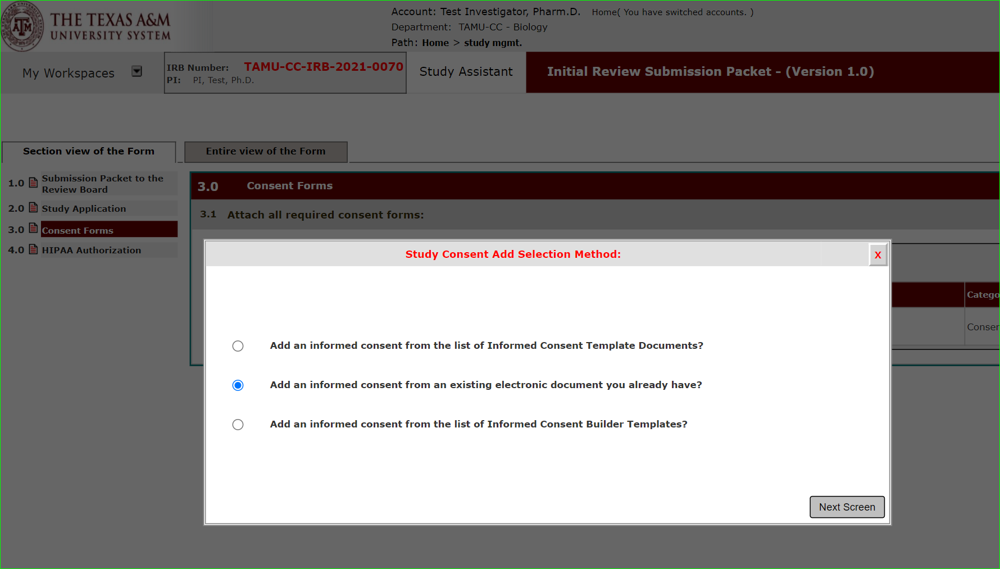 THE TEXAS A&M
UNIVERSITY SYSTEM
Account: Test Investigator, Pharm.D. Home( You have switched accounts. )
Department: TAMU-CC - Biology
Path: Home > study mgmt.
My Workspaces
IRB Number: TAMU-CC-IRB-2021-0070
PI: PI, Test, Ph.D.
Study Assistant
Initial Review Submission Packet - (Version 1.0)
Section view of the Form
Entire view of the Form
1.0 Submission Packet to the
Review Board
2.0 Study Application
3.0 Consent Forms
4.0 HIPAA Authorization
3.0 Consent Forms
3.1 Attach all required consent forms:
Study Consent Add Selection Method:
X
Catego
Conser
Add an informed consent from the list of Informed Consent Template Documents?
Add an informed consent from an existing electronic document you already have?
Add an informed consent from the list of Informed Consent Builder Templates?
Next Screen